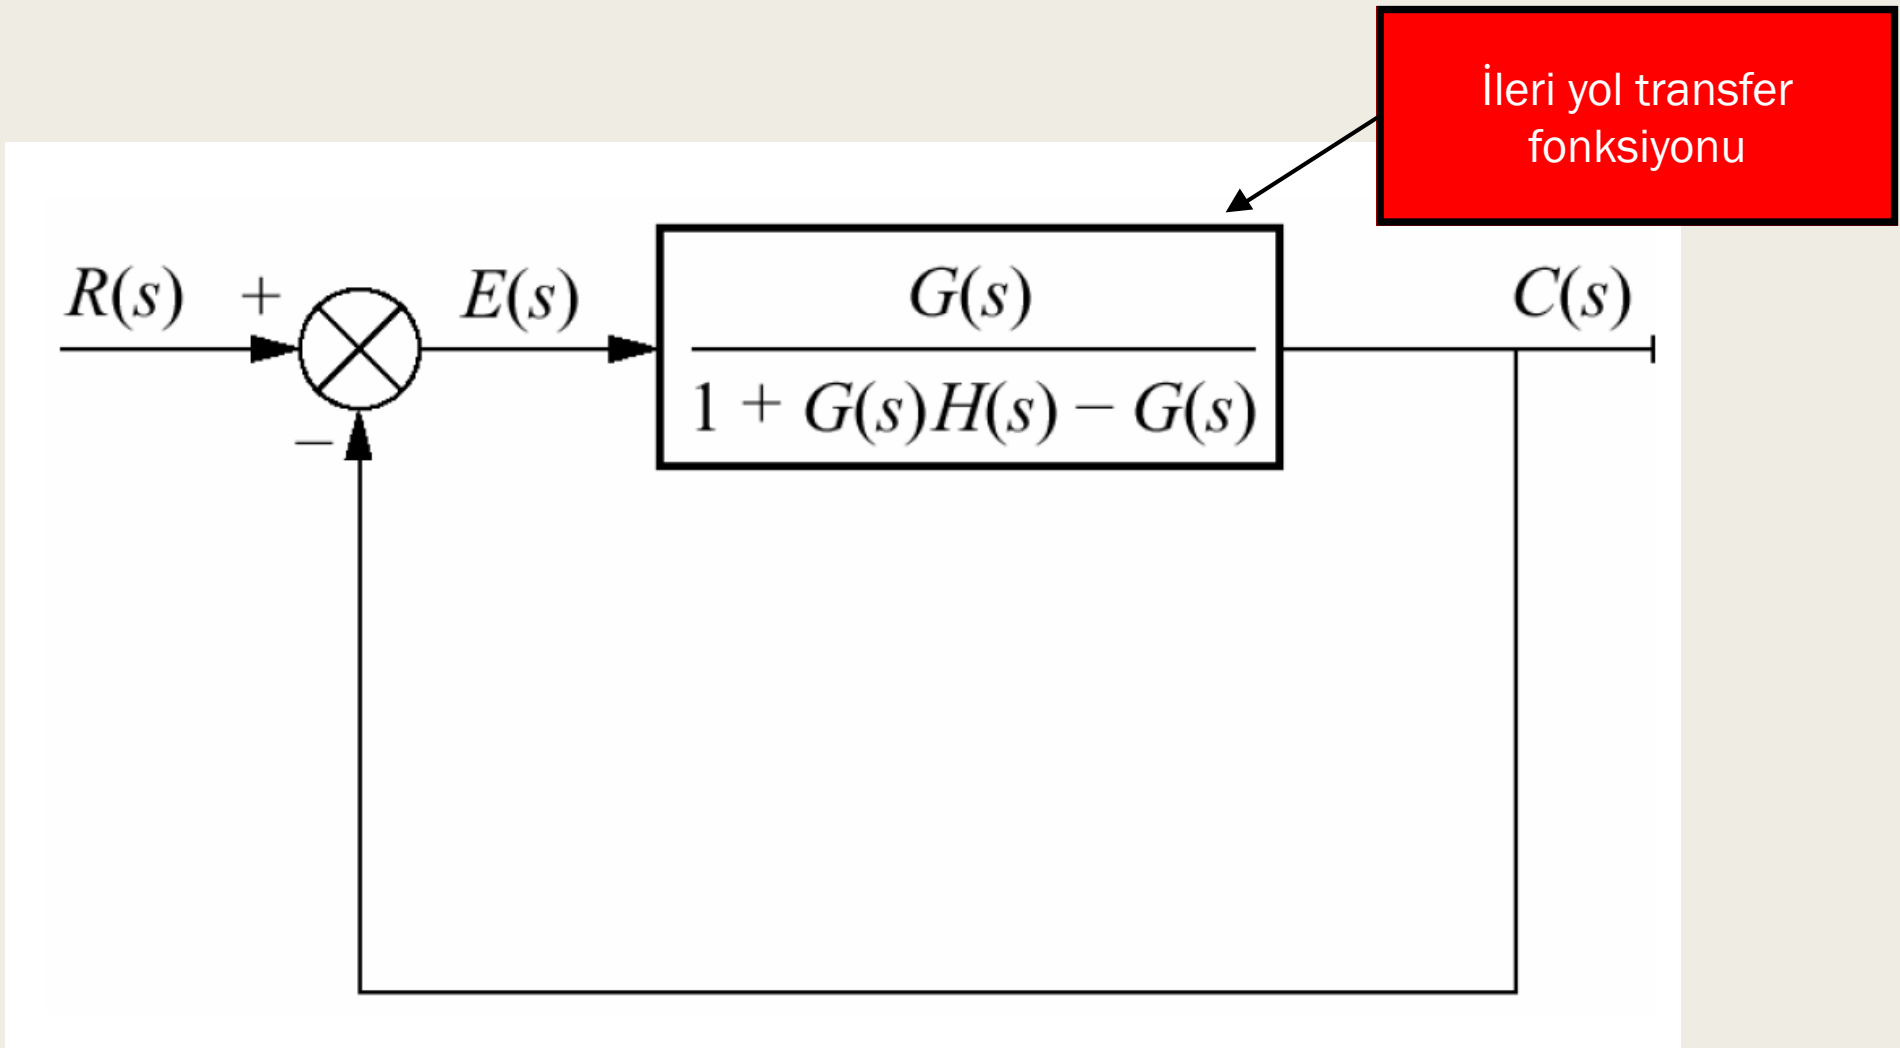 İleri yol transfer
fonksiyonu
R(s) + E(s) G(s) C(s)
1 + G(s)H(s) − G(s)
−